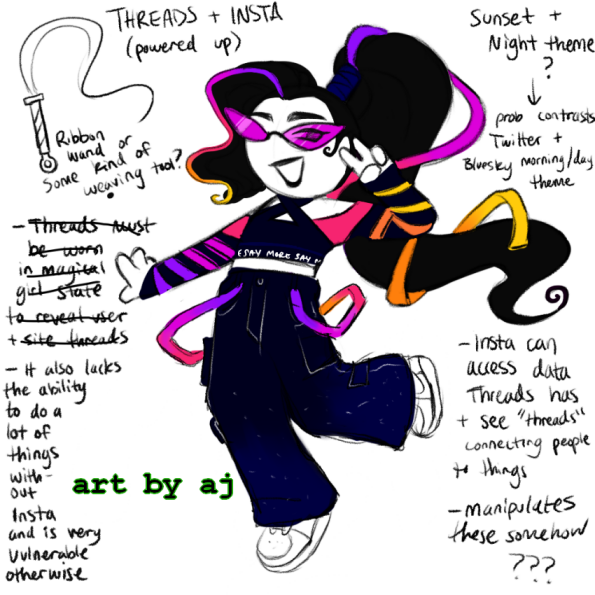 THREADS + INSTA
(powered up)
Sunset +
Night theme
?
prob contrasts
Twitter +
Bluesky morning/day
theme
Ribbon
wand or
some kind of
weaving tool?
- Threads must
be worn
in magical
girl state
to reveal user
+ site threads
- It also lacks
the ability
to do a
lot of
things
with-
out
Insta
and is very
vulnerable
otherwise
ESAY MORE SAY M
art by aj
- Insta can
access data
Threads has
+ see "threads"
connecting people
to things
- manipulates
these somehow
???